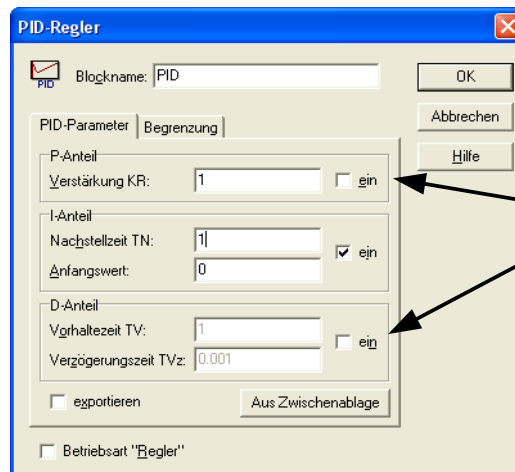 PID-Regler
PID
Blockname: PID
OK
Abbrechen
Hilfe
PID-Parameter
Begrenzung
P-Anteil
Verstärkung KR: 1 ein
I-Anteil
Nachstellzeit TN: 1
ein
Anfangswert: 0
D-Anteil
Vorhaltezeit TV: 1
ein
Verzögerungszeit TVz: 0.001
exportieren Aus Zwischenablage
Betriebsart "Regler"